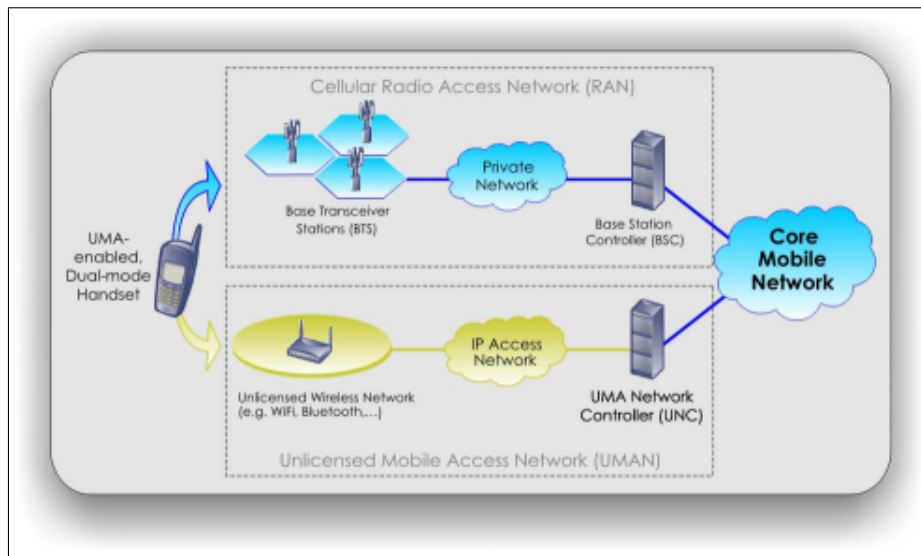 Cellular Radio Access Network (RAN)
Private
Network
Base Transceiver
Stations (BTS)
Base Station
Controller (BSC)
UMA-
enabled,
Dual-mode
Handset
Core
Mobile
Network
IP Access
Network
Unlicensed Wireless Network
(e.g. WiFi, Bluetooth,...)
UMA Network
Controller (UNC)
Unlicensed Mobile Access Network (UMAN)